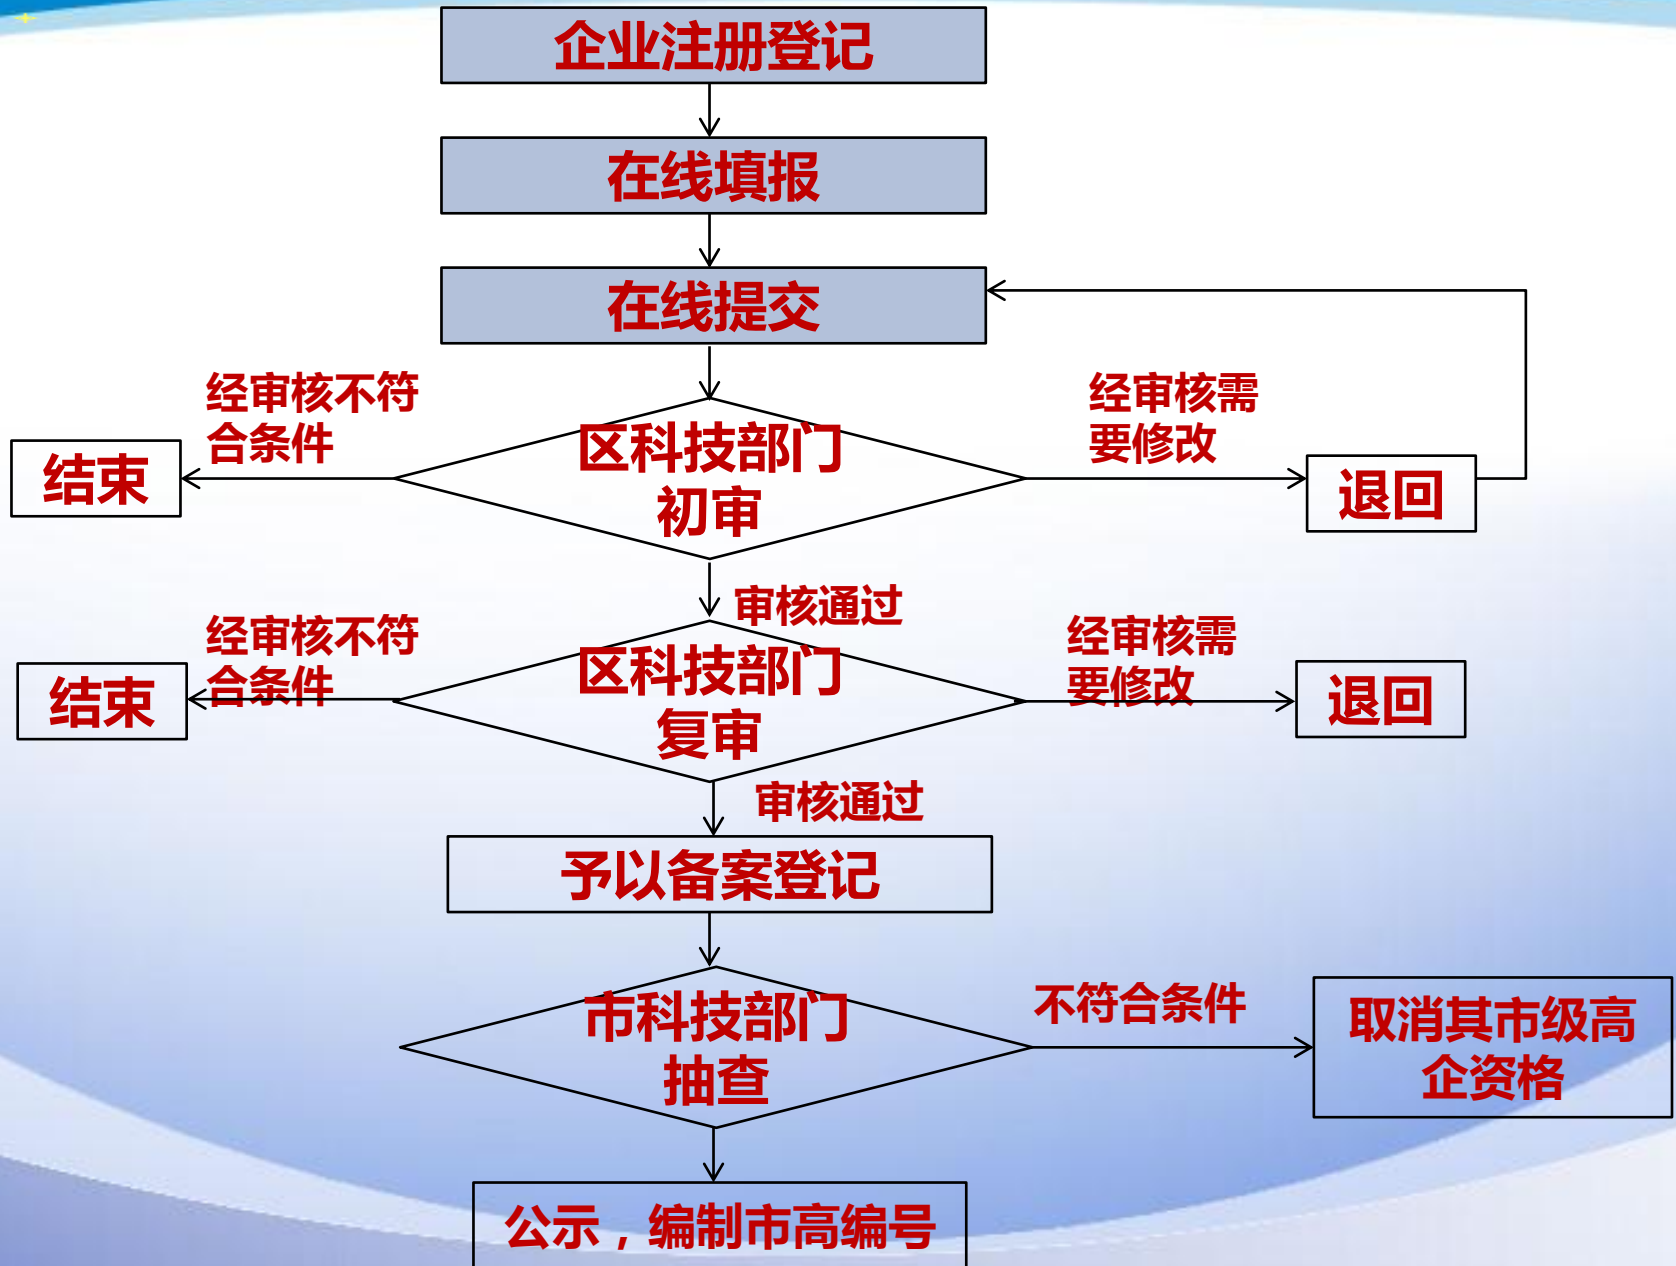 企业注册登记
在线填报
在线提交
经审核不符
合条件
经审核需
要修改
结束
区科技部门
初审
退回
审核通过
经审核不符
合条件
经审核需
要修改
结束
区科技部门
复审
退回
审核通过
予以备案登记
市科技部门
抽查
不符合条件
取消其市级高
企资格
公示，编制市高编号